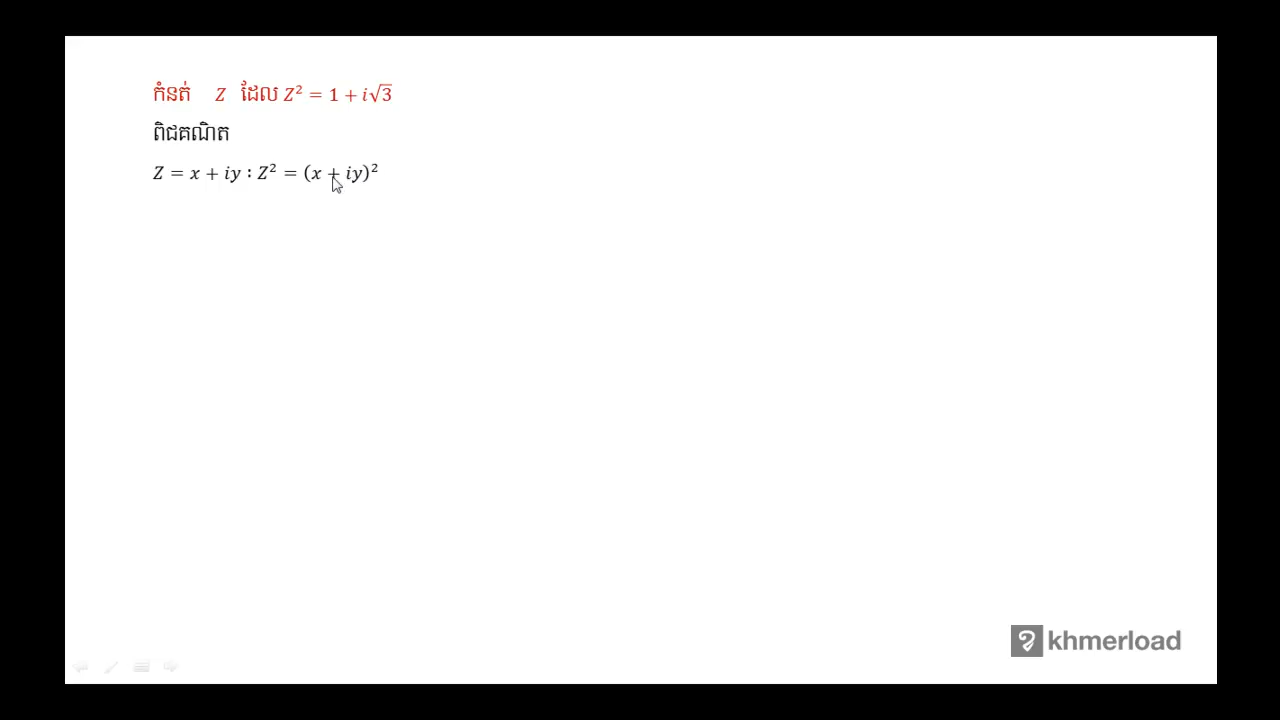 កំនត់ Z ដែល Z² = 1 + i√3
ពិជគណិត
Z = x + iy : Z² = (x + iy)²
khmerload